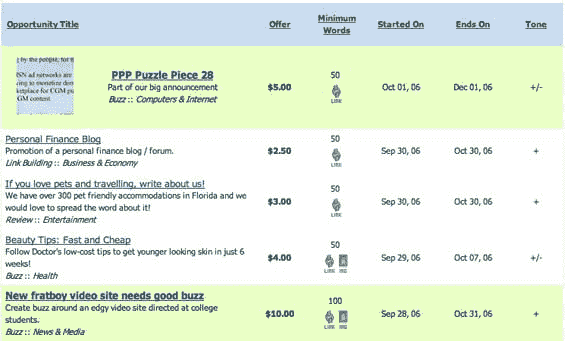 Opportunity Title Offer Minimum Words Started On Ends On Tone
g by the people, for t
SN ad networks are
ing to monetize den
ketplace for CGM pu
GM content
PPP Puzzle Piece 28
Part of our big announcement
Buzz :: Computers & Internet
$5.00
50
LINK
Oct 01, 06
Dec 01, 06
+/-
Personal Finance Blog
Promotion of a personal finance blog / forum.
Link Building :: Business & Economy
$2.50
50
LINK
Sep 30, 06
Oct 30, 06
+
If you love pets and travelling, write about us!
We have over 300 pet friendly accommodations in Florida and we
would love to spread the word about it!
Review :: Entertainment
$3.00
50
LINK
Sep 30, 06
Oct 30, 06
+
Beauty Tips: Fast and Cheap
Follow Doctor's low-cost tips to get younger looking skin in just 6
weeks!
Buzz :: Health
$4.00
50
LINK IMG
Sep 29, 06
Oct 07, 06
+/-
New fratboy video site needs good buzz
Create buzz around an edgy video site directed at college
students.
Buzz :: News & Media
$10.00
100
LINK IMG
Sep 28, 06
Oct 31, 06
+